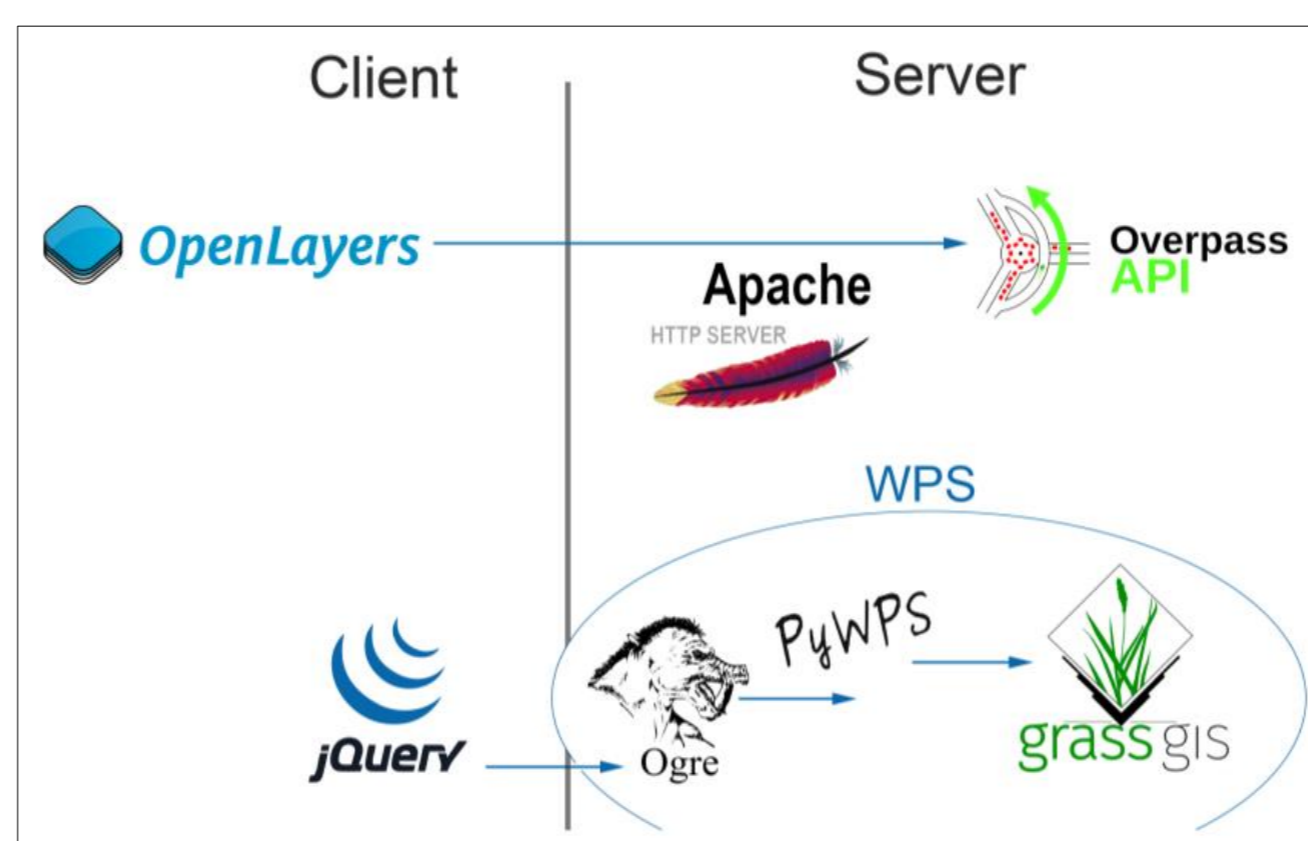 Client
Server
OpenLayers
Overpass
API
Apache
HTTP SERVER
WPS
PyWPS
jQuery
Ogre
grass gis